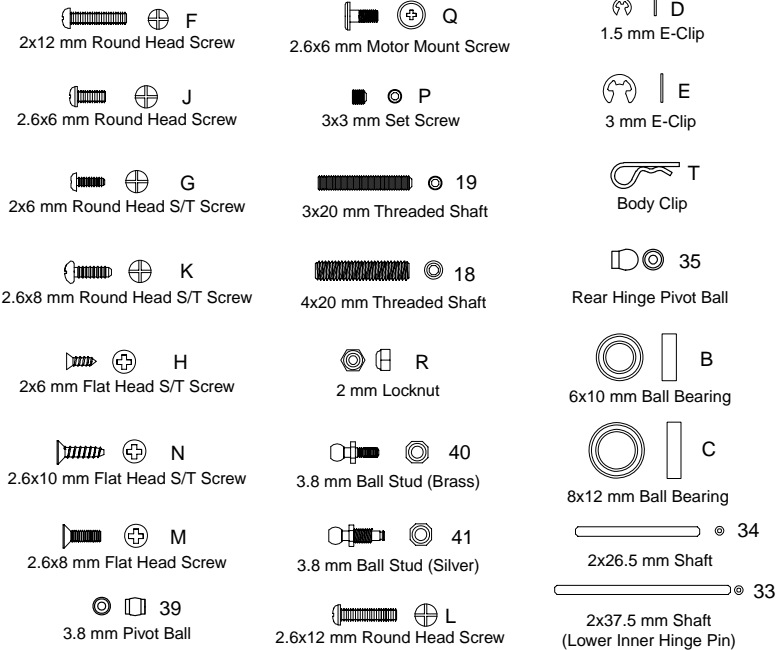 F
2x12 mm Round Head Screw
J
2.6x6 mm Round Head Screw
G
2x6 mm Round Head S/T Screw
K
2.6x8 mm Round Head S/T Screw
H
2x6 mm Flat Head S/T Screw
N
2.6x10 mm Flat Head S/T Screw
M
2.6x8 mm Flat Head Screw
39
3.8 mm Pivot Ball
Q
2.6x6 mm Motor Mount Screw
P
3x3 mm Set Screw
19
3x20 mm Threaded Shaft
18
4x20 mm Threaded Shaft
R
2 mm Locknut
40
3.8 mm Ball Stud (Brass)
41
3.8 mm Ball Stud (Silver)
L
2.6x12 mm Round Head Screw
D
1.5 mm E-Clip
E
3 mm E-Clip
T
Body Clip
35
Rear Hinge Pivot Ball
B
6x10 mm Ball Bearing
C
8x12 mm Ball Bearing
34
2x26.5 mm Shaft
33
2x37.5 mm Shaft
(Lower Inner Hinge Pin)